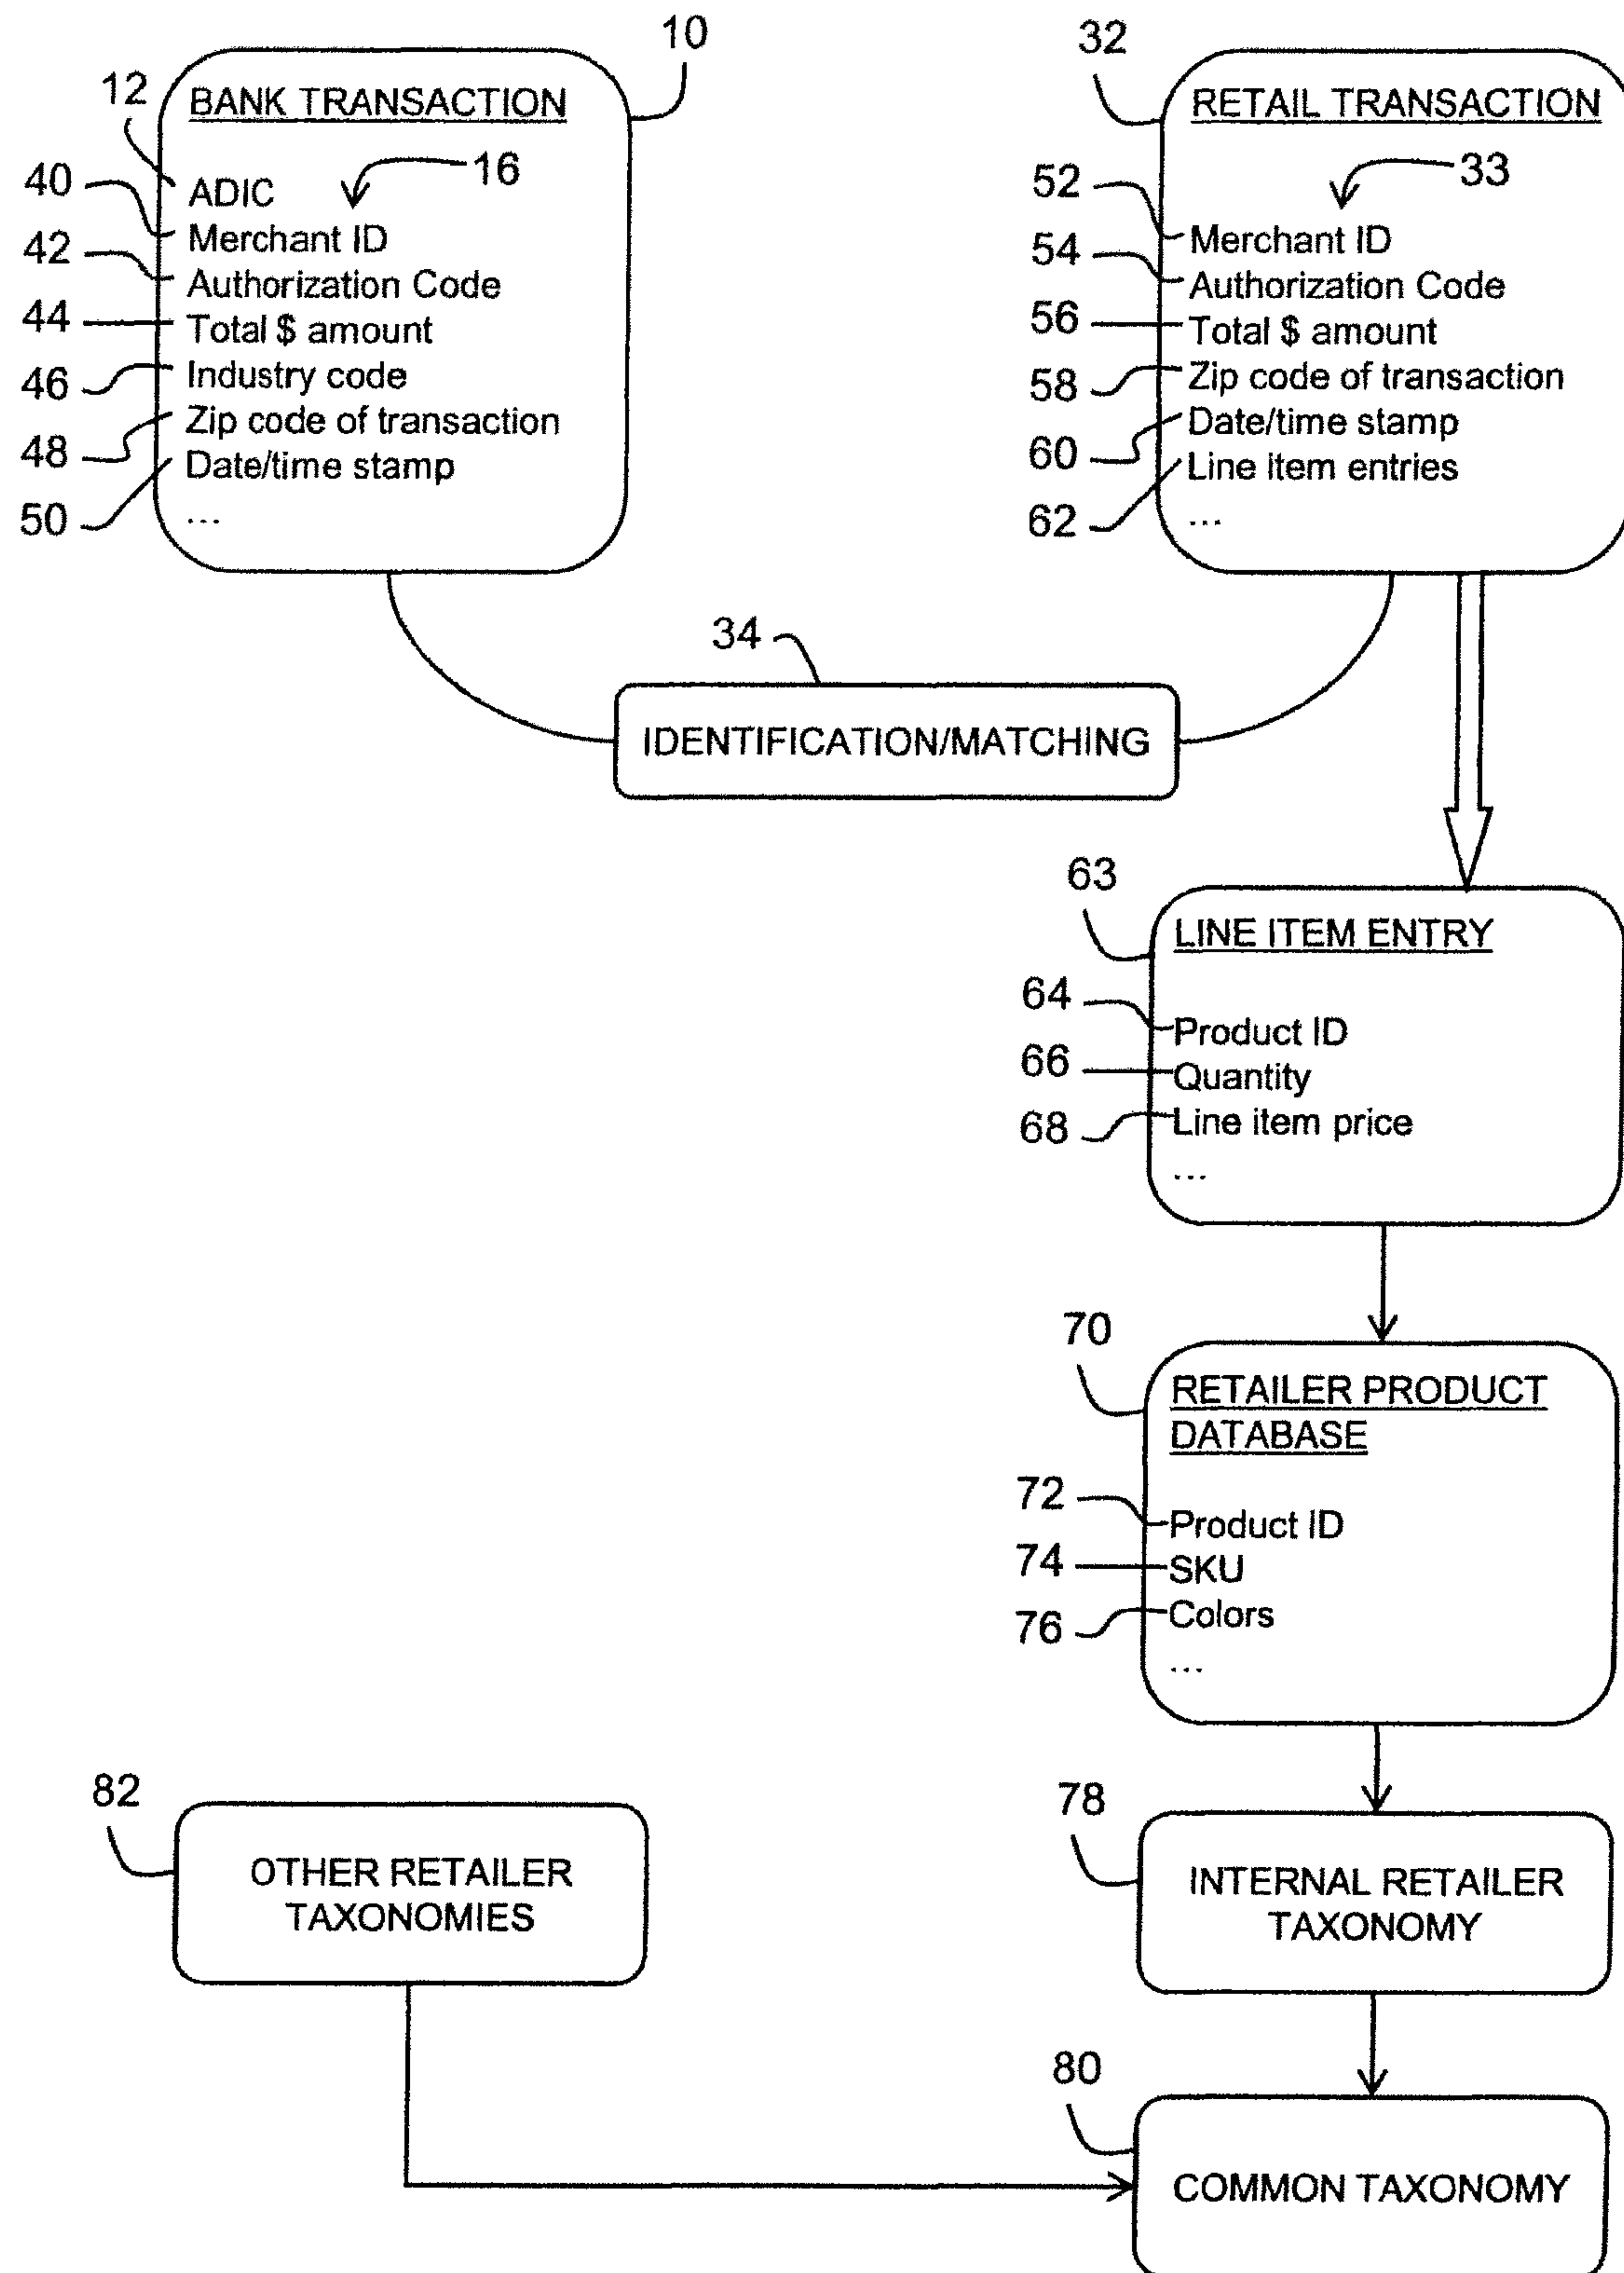 10
12
BANK TRANSACTION
16
40
ADIC
42
Merchant ID
Authorization Code
44
Total $ amount
46
Industry code
48
Zip code of transaction
50
Date/time stamp
...
32
RETAIL TRANSACTION
33
52
Merchant ID
54
Authorization Code
56
Total $ amount
58
Zip code of transaction
60
Date/time stamp
62
Line item entries
...
34
IDENTIFICATION/MATCHING
63
LINE ITEM ENTRY
64
Product ID
66
Quantity
68
Line item price
...
70
RETAILER PRODUCT
DATABASE
72
Product ID
74
SKU
76
Colors
...
82
OTHER RETAILER
TAXONOMIES
78
INTERNAL RETAILER
TAXONOMY
80
COMMON TAXONOMY